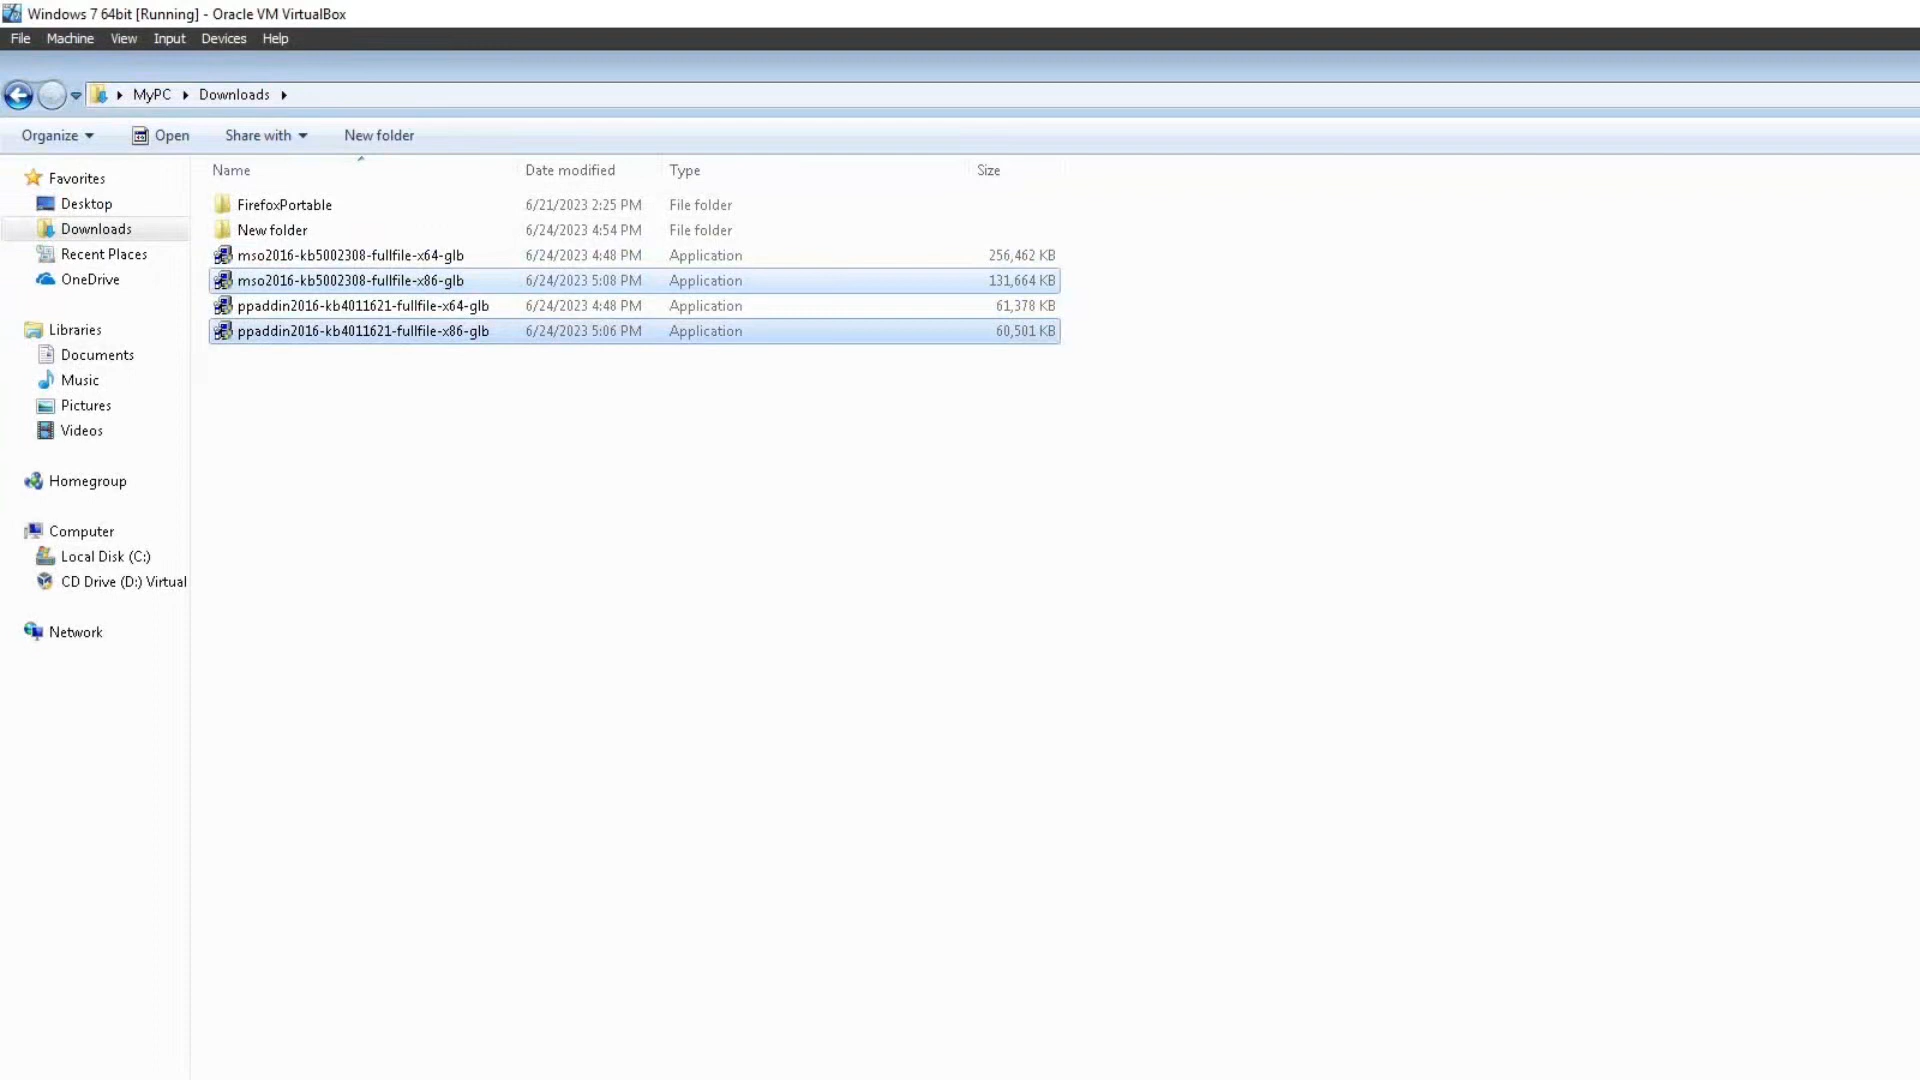 Windows 7 64bit [Running] - Oracle VM VirtualBox
File Machine View Input Devices Help
MyPC Downloads
Organize Open Share with New folder
Name Date modified Type Size
Favorites
Desktop
Downloads
Recent Places
OneDrive
Libraries
Documents
Music
Pictures
Videos
Homegroup
Computer
Local Disk (C:)
CD Drive (D:) Virtual
Network
FirefoxPortable 6/21/2023 2:25 PM File folder
New folder 6/24/2023 4:54 PM File folder
mso2016-kb5002308-fullfile-x64-glb 6/24/2023 4:48 PM Application 256,462 KB
mso2016-kb5002308-fullfile-x86-glb 6/24/2023 5:08 PM Application 131,664 KB
ppaddin2016-kb4011621-fullfile-x64-glb 6/24/2023 4:48 PM Application 61,378 KB
ppaddin2016-kb4011621-fullfile-x86-glb 6/24/2023 5:06 PM Application 60,501 KB